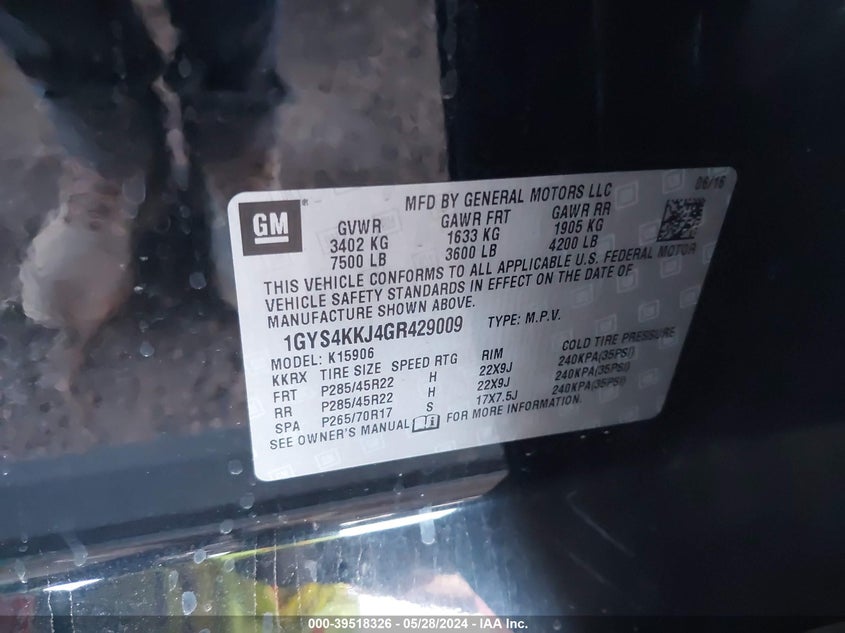 MFD BY GENERAL MOTORS LLC 06/16
GM ®
GVWR GAWR FRT GAWR RR
3402 KG 1633 KG 1905 KG
7500 LB 3600 LB 4200 LB
THIS VEHICLE CONFORMS TO ALL APPLICABLE U.S. FEDERAL MOTOR
VEHICLE SAFETY STANDARDS IN EFFECT ON THE DATE OF
MANUFACTURE SHOWN ABOVE.
1GYS4KKJ4GR429009 TYPE: M.P.V.
MODEL: K15906
KKRX TIRE SIZE SPEED RTG RIM COLD TIRE PRESSURE
FRT P285/45R22 H 22X9J 240KPA(35PSI)
RR P285/45R22 H 22X9J 240KPA(35PSI)
SPA P265/70R17 S 17X7.5J 240KPA(35PSI)
SEE OWNER'S MANUAL FOR MORE INFORMATION.
000-39518326 - 05/28/2024 - IAA Inc.